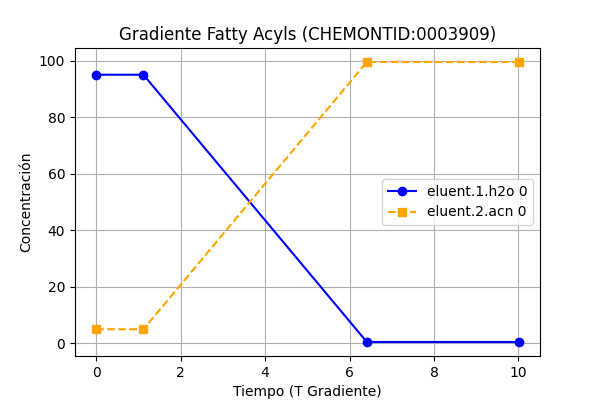 Gradiente Fatty Acyls (CHEMONTID:0003909)
100
80
60
40
20
0
Concentración
eluent.1.h2o 0
eluent.2.acn 0
0 2 4 6 8 10
Tiempo (T Gradiente)